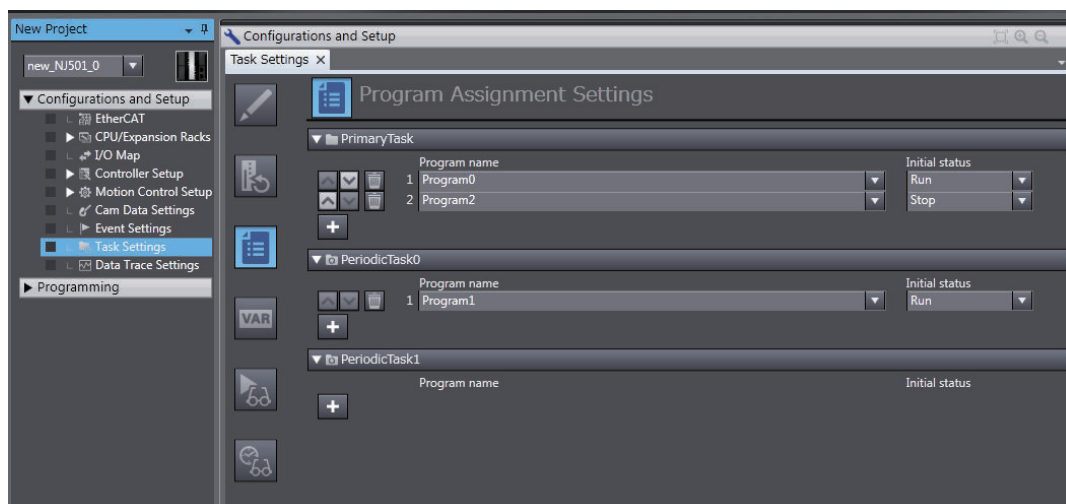 New Project
new_NJ501_0
Configurations and Setup
EtherCAT
CPU/Expansion Racks
I/O Map
Controller Setup
Motion Control Setup
Cam Data Settings
Event Settings
Task Settings
Data Trace Settings
Programming
Configurations and Setup
Task Settings
Program Assignment Settings
PrimaryTask
Program name Initial status
1 Program0 Run
2 Program2 Stop
+
PeriodicTask0
Program name Initial status
1 Program1 Run
+
PeriodicTask1
Program name Initial status
+
VAR